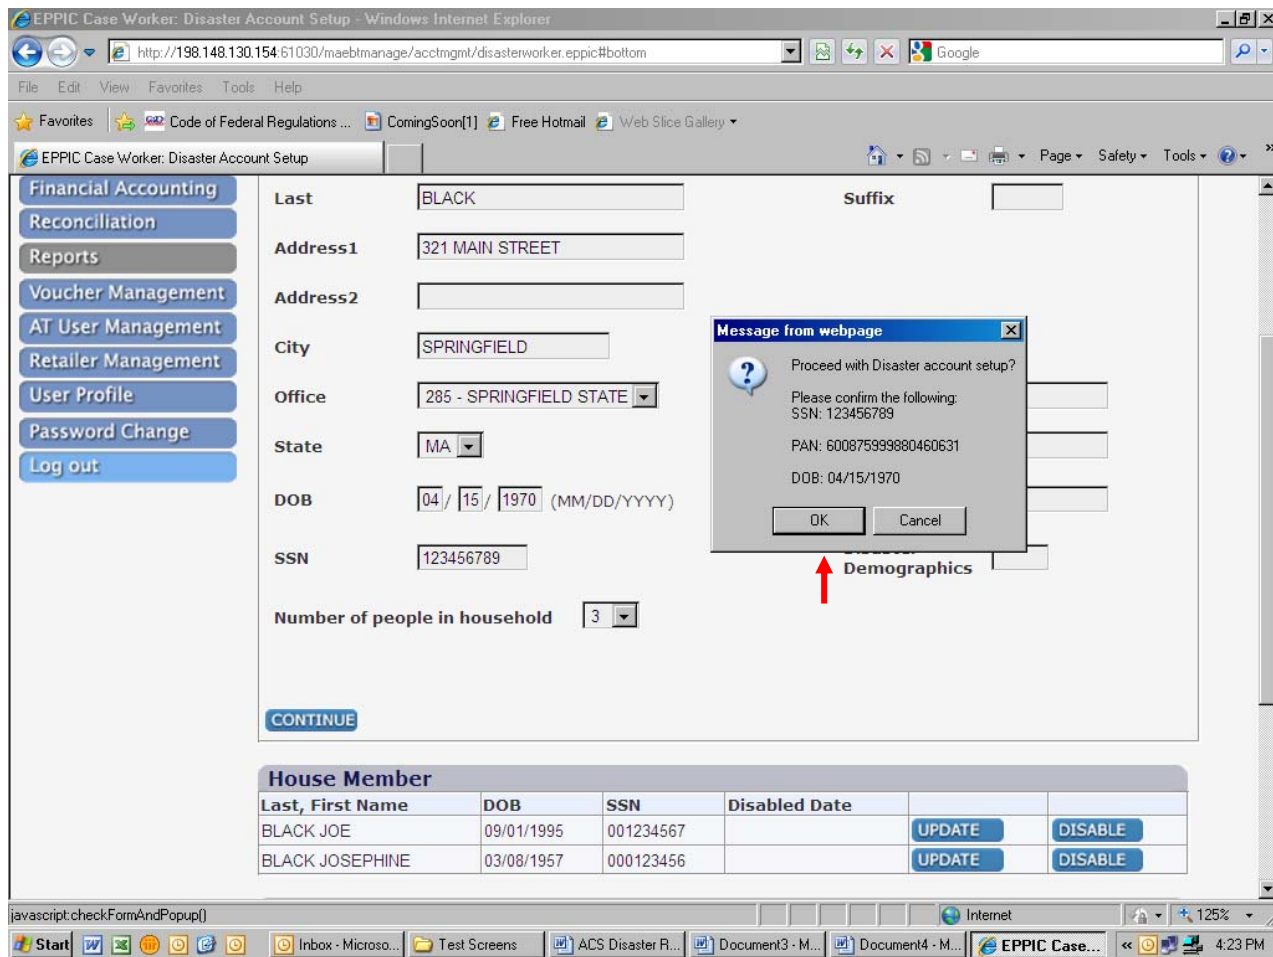 EPPIC Case Worker: Disaster Account Setup - Windows Internet Explorer
http://198.148.130.154:61030/maebtmanage/acctmgmt/disasterworker.eppic#bottom
Google
File Edit View Favorites Tools Help
Favorites Code of Federal Regulations ... ComingSoon[1] Free Hotmail Web Slice Gallery
EPPIC Case Worker: Disaster Account Setup Page Safety Tools »
Financial Accounting
Reconciliation
Reports
Voucher Management
AT User Management
Retailer Management
User Profile
Password Change
Log out
Last BLACK Suffix
Address1 321 MAIN STREET
Address2
City SPRINGFIELD
Office 285 - SPRINGFIELD STATE
State MA
DOB 04 / 15 / 1970 (MM/DD/YYYY)
SSN 123456789
Demographics
Number of people in household 3
Message from webpage
Proceed with Disaster account setup?
Please confirm the following:
SSN: 123456789
PAN: 600875999880460631
DOB: 04/15/1970
OK Cancel
CONTINUE
House Member
Last, First Name DOB SSN Disabled Date
BLACK JOE 09/01/1995 001234567 UPDATE DISABLE
BLACK JOSEPHINE 03/08/1957 000123456 UPDATE DISABLE
javascript:checkFormAndPopup() Internet 125%
Start Inbox - Microso... Test Screens ACS Disaster R... Document3 - M... Document4 - M... EPPIC Case... « 4:23 PM